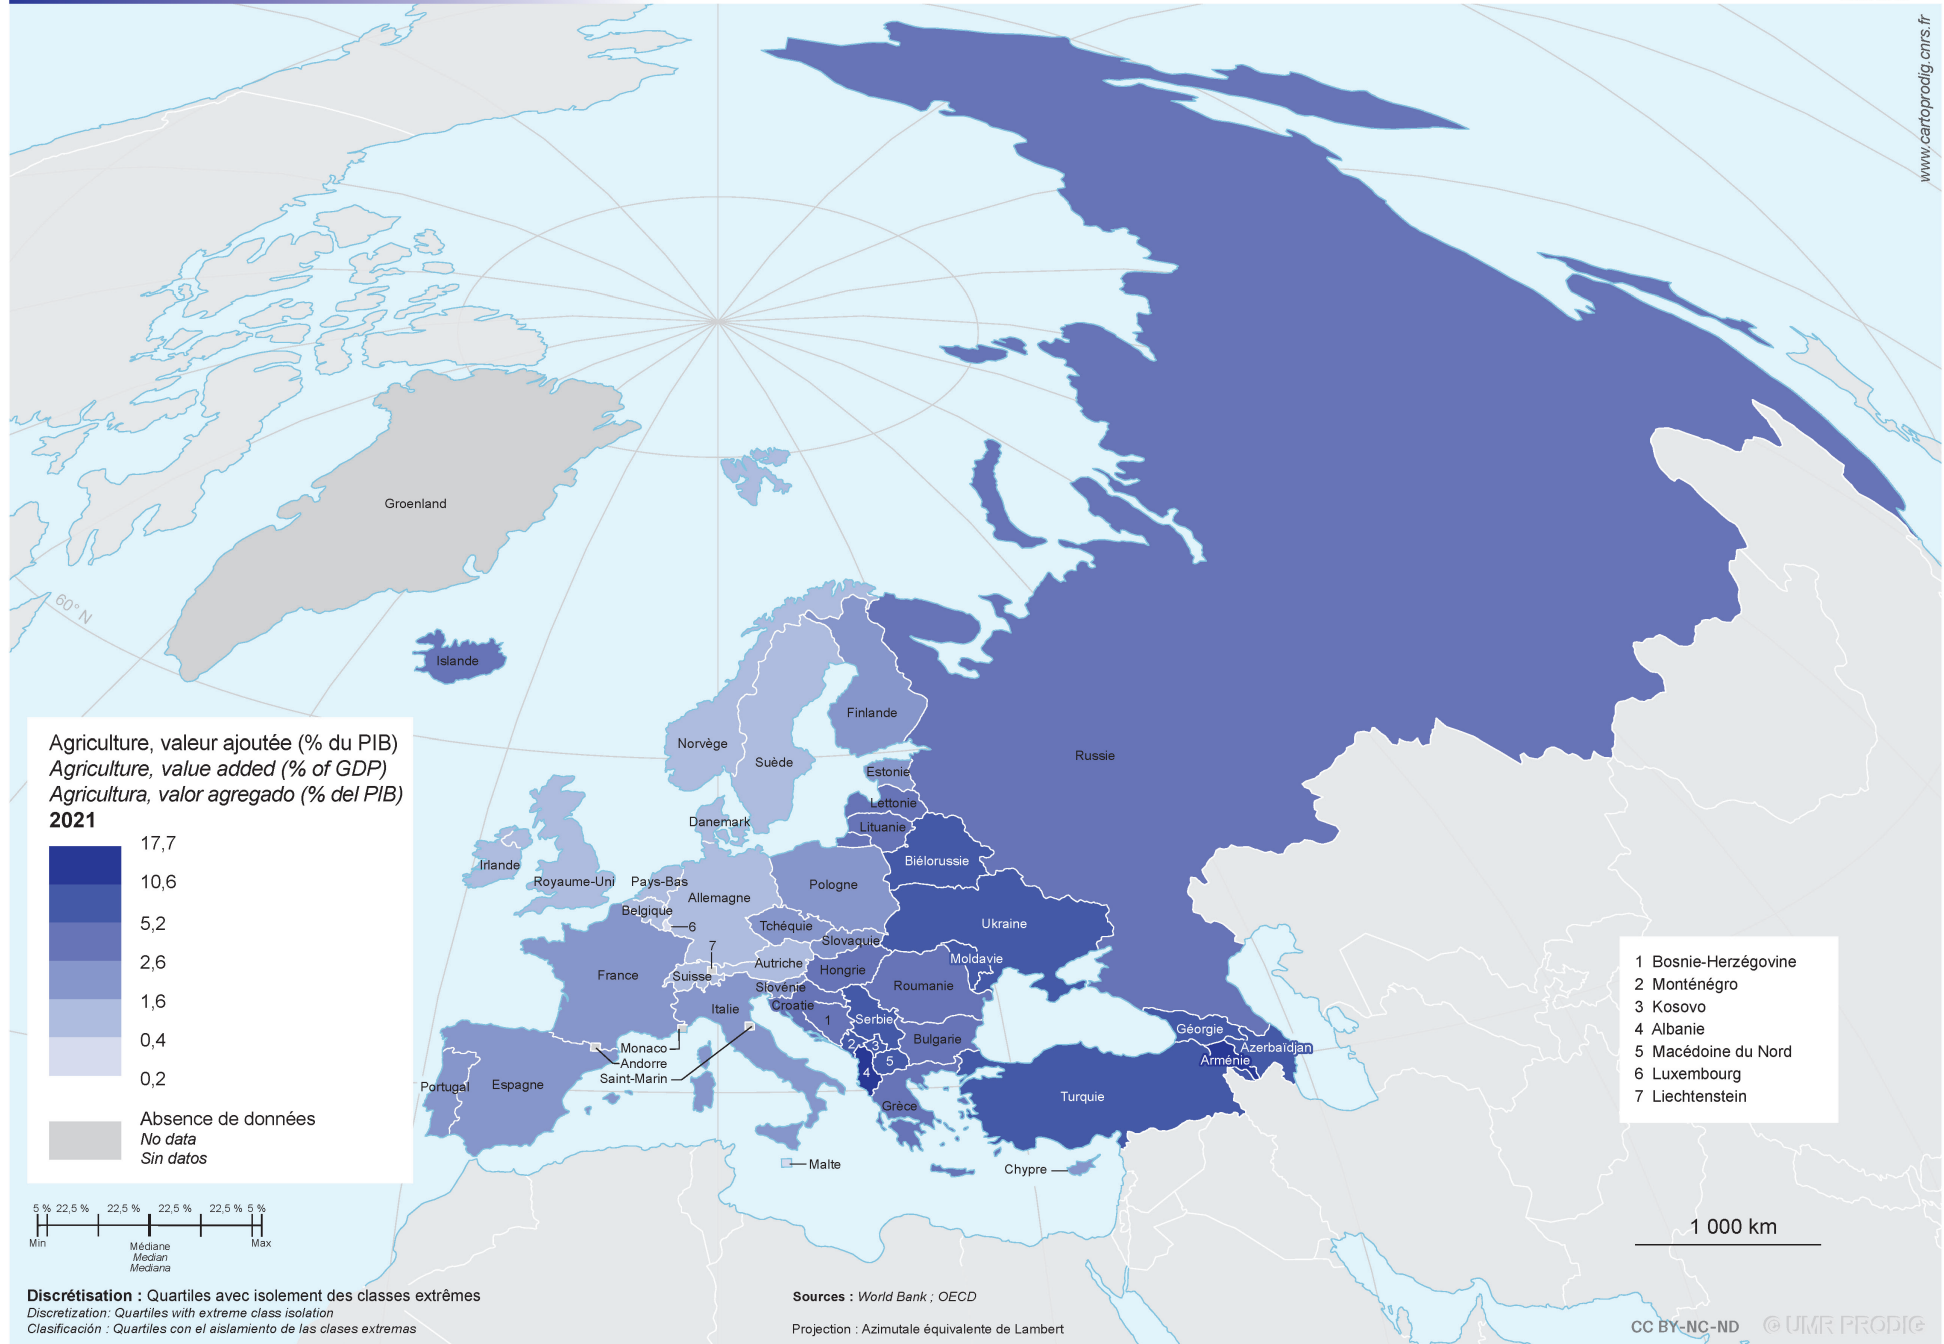 www.cartoprodig.cnrs.fr
60° N
Groenland
Islande
Norvège
Suède
Finlande
Estonie
Lettonie
Lituanie
Russie
Danemark
Irlande
Royaume-Uni
Pays-Bas
Belgique
Allemagne
Pologne
Biélorussie
Ukraine
Tchéquie
Slovaquie
Moldavie
6
7
France
Suisse
Autriche
Hongrie
Roumanie
Slovénie
Croatie
Italie
1
Serbie
Bulgarie
2
3
4
5
Géorgie
Azerbaïdjan
Arménie
Monaco
Andorre
Saint-Marin
Portugal
Espagne
Grèce
Turquie
Malte
Chypre
Agriculture, valeur ajoutée (% du PIB)
Agriculture, value added (% of GDP)
Agricultura, valor agregado (% del PIB)
2021
17,7
10,6
5,2
2,6
1,6
0,4
0,2
Absence de données
No data
Sin datos
5 % 22,5 % 22,5 % 22,5 % 22,5 % 5 %
Min
Médiane
Max
Median
Mediana
1 Bosnie-Herzégovine
2 Monténégro
3 Kosovo
4 Albanie
5 Macédoine du Nord
6 Luxembourg
7 Liechtenstein
1 000 km
Discrétisation : Quartiles avec isolement des classes extrêmes
Discretization: Quartiles with extreme class isolation
Clasificación : Quartiles con el aislamiento de las clases extremas
Sources : World Bank ; OECD
Projection : Azimutale équivalente de Lambert
CC BY-NC-ND © UMR PRODIG